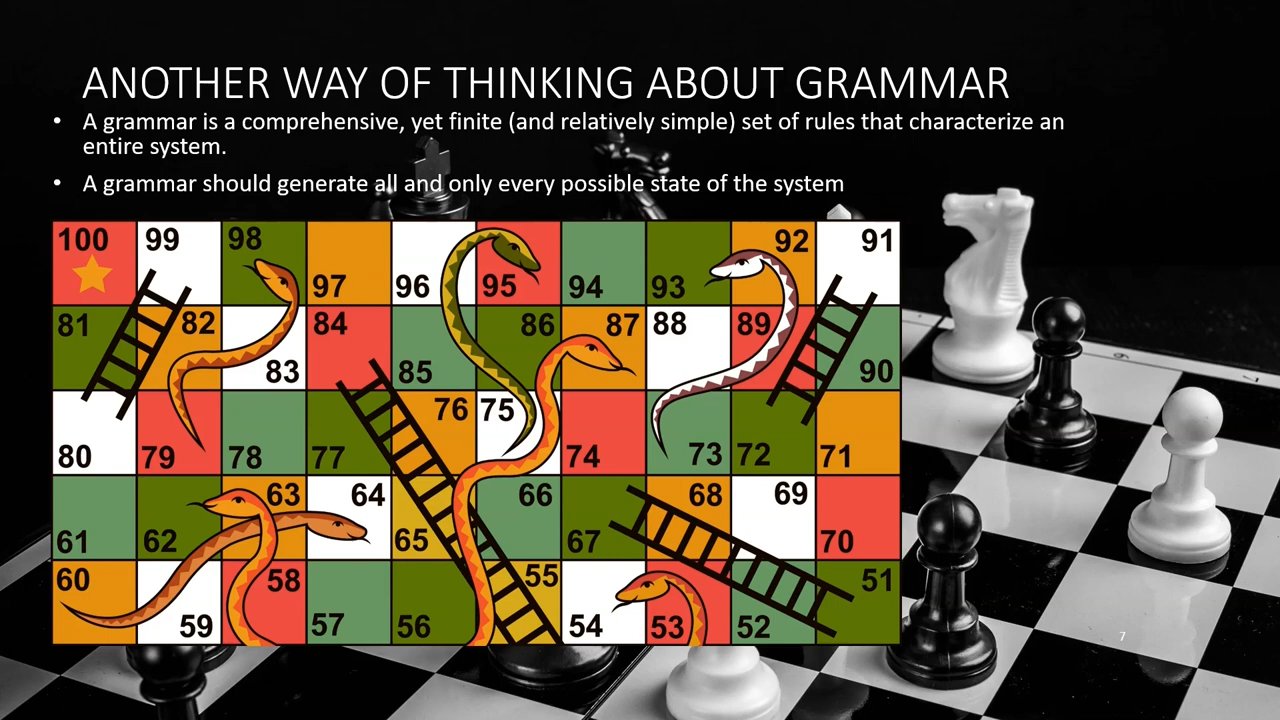 ANOTHER WAY OF THINKING ABOUT GRAMMAR
• A grammar is a comprehensive, yet finite (and relatively simple) set of rules that characterize an
entire system.
• A grammar should generate all and only every possible state of the system
100 99 98 97 96 95 94 93 92 91
81 82 83 84 85 86 87 88 89 90
80 79 78 77 76 75 74 73 72 71
61 62 63 64 65 66 67 68 69 70
60 59 58 57 56 55 54 53 52 51
7